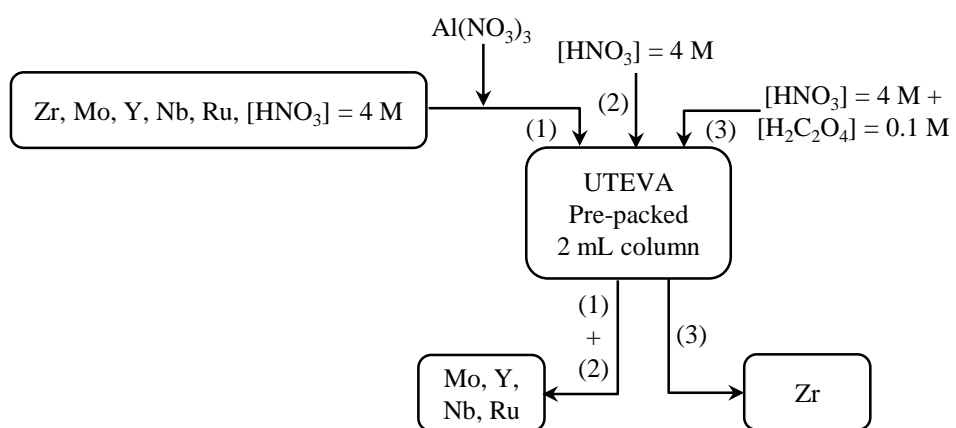 Al(NO₃)₃
[HNO₃] = 4 M
Zr, Mo, Y, Nb, Ru, [HNO₃] = 4 M
[HNO₃] = 4 M +
[H₂C₂O₄] = 0.1 M
(1)
(2)
(3)
UTEVA
Pre-packed
2 mL column
(1)
+
(2)
(3)
Mo, Y,
Nb, Ru
Zr